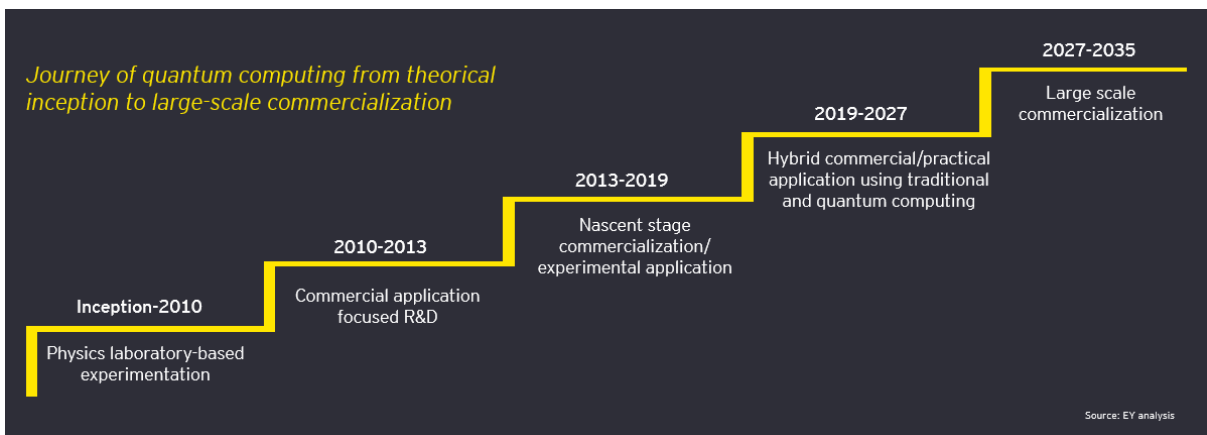 Journey of quantum computing from theorical
inception to large-scale commercialization
Inception-2010
Physics laboratory-based
experimentation
2010-2013
Commercial application
focused R&D
2013-2019
Nascent stage
commercialization/
experimental application
2019-2027
Hybrid commercial/practical
application using traditional
and quantum computing
2027-2035
Large scale
commercialization
Source: EY analysis